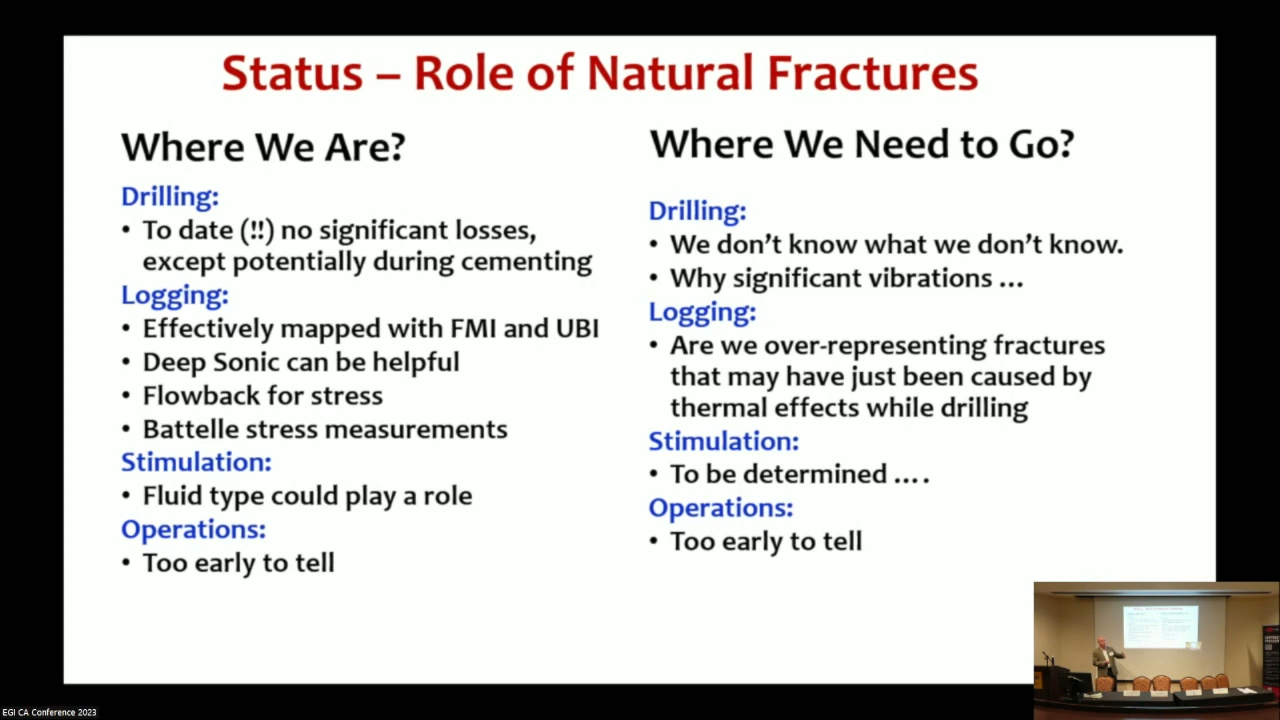 Status – Role of Natural Fractures
Where We Are?
Drilling:
• To date (!!) no significant losses,
except potentially during cementing
Logging:
• Effectively mapped with FMI and UBI
• Deep Sonic can be helpful
• Flowback for stress
• Battelle stress measurements
Stimulation:
• Fluid type could play a role
Operations:
• Too early to tell
Where We Need to Go?
Drilling:
• We don’t know what we don’t know.
• Why significant vibrations …
Logging:
• Are we over-representing fractures
that may have just been caused by
thermal effects while drilling
Stimulation:
• To be determined ….
Operations:
• Too early to tell
EGI CA Conference 2023